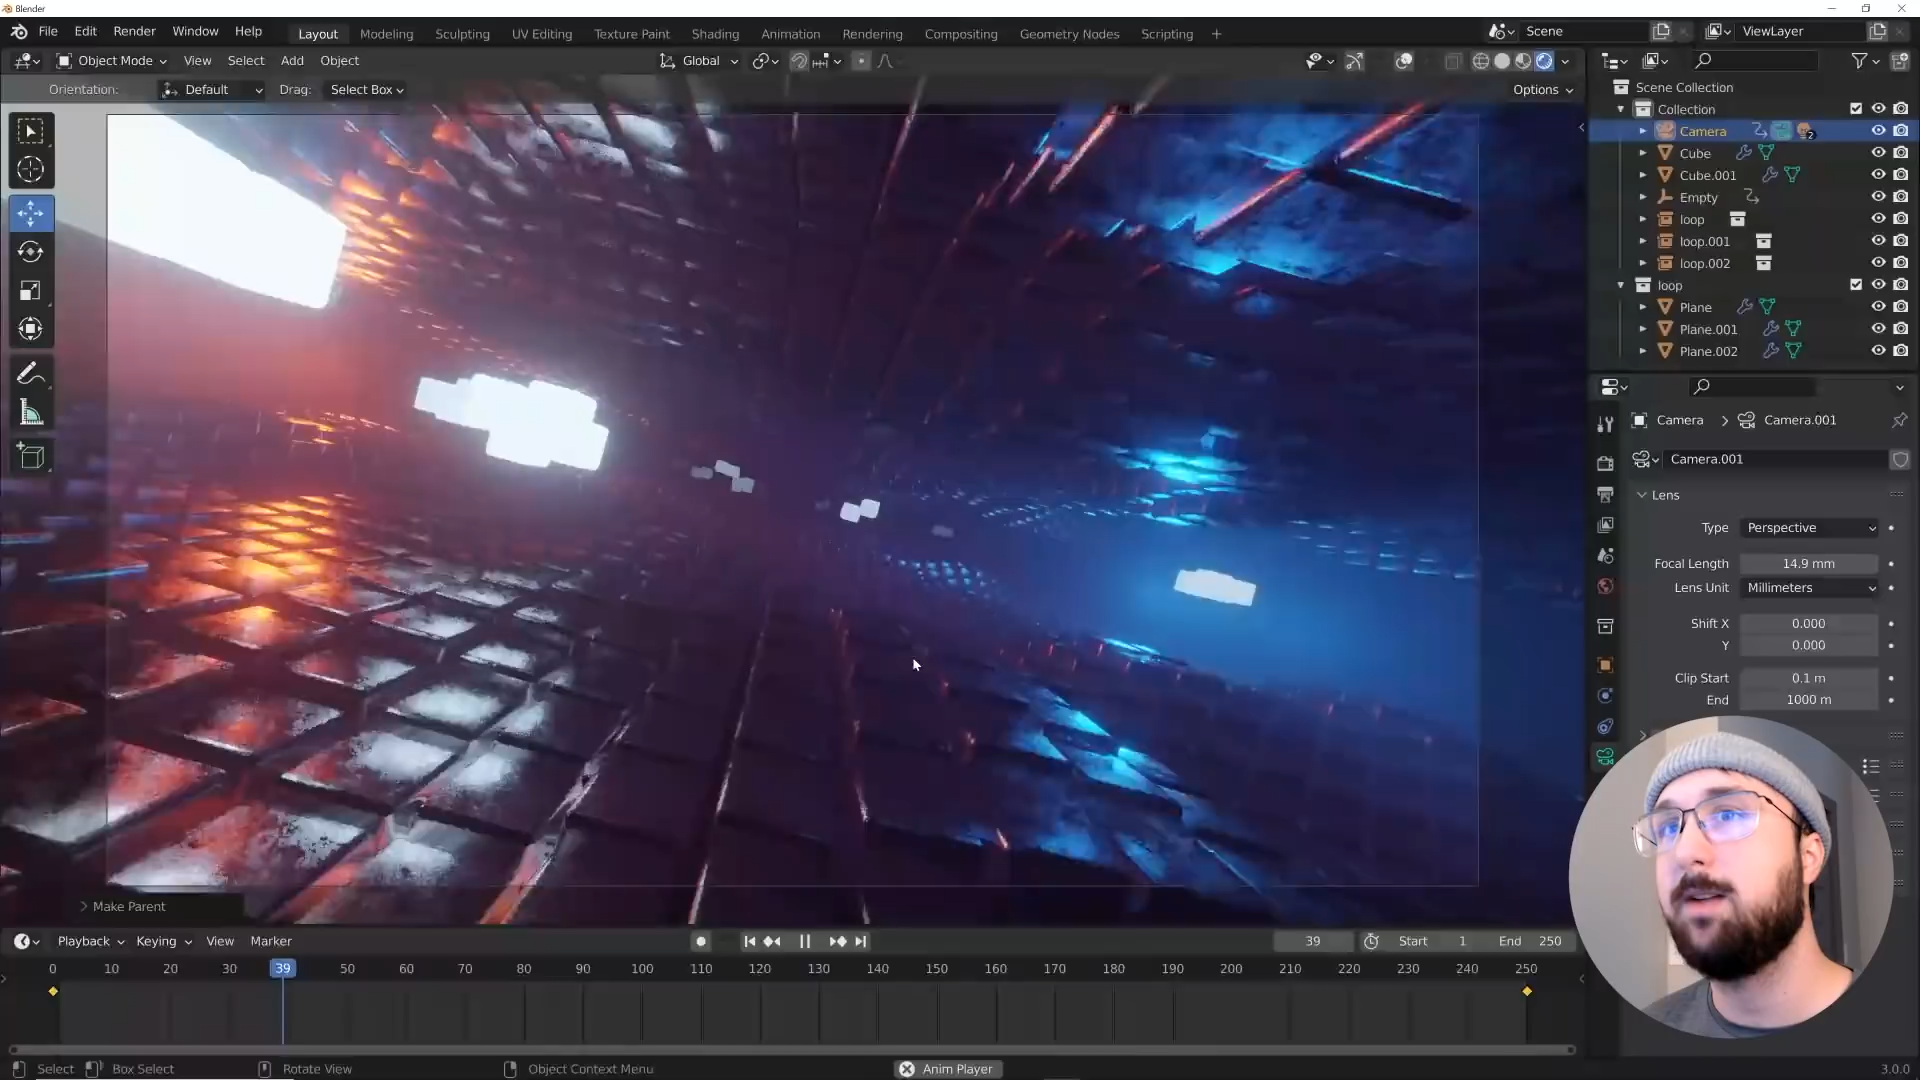 Blender
File Edit Render Window Help Layout Modeling Sculpting UV Editing Texture Paint Shading Animation Rendering Compositing Geometry Nodes Scripting + Scene ViewLayer
Object Mode View Select Add Object Global
Orientation: Default Drag: Select Box Options
Scene Collection
Collection
Camera 2
Cube
Cube.001
Empty
loop
loop.001
loop.002
loop
Plane
Plane.001
Plane.002
Camera > Camera.001
Camera.001
Lens
Type Perspective
Focal Length 14.9 mm
Lens Unit Millimeters
Shift X 0.000
Y 0.000
Clip Start 0.1 m
End 1000 m
Make Parent
Playback Keying View Marker 39 Start 1 End 250
0 10 20 30 39 50 60 70 80 90 100 110 120 130 140 150 160 170 180 190 200 210 220 230 240 250
Select Box Select Rotate View Object Context Menu Anim Player 3.0.0